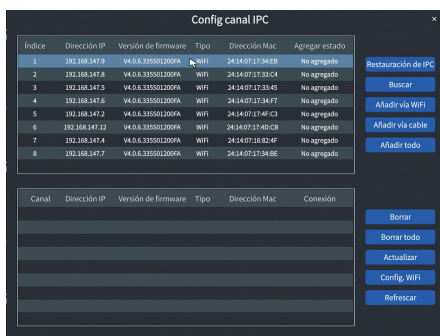 Config canal IPC
×
Índice Dirección IP Versión de firmware Tipo Dirección Mac Agregar estado
1 192.168.147.9 V4.0.6.335501200FA WiFi 24:14:07:17:34:EB No agregado
2 192.168.147.8 V4.0.6.335501200FA WiFi 24:14:07:17:33:C4 No agregado
3 192.168.147.5 V4.0.6.335501200FA WiFi 24:14:07:17:33:45 No agregado
4 192.168.147.6 V4.0.6.335501200FA WiFi 24:14:07:17:34:F7 No agregado
5 192.168.147.2 V4.0.6.335501200FA WiFi 24:14:07:17:4F:C3 No agregado
6 192.168.147.12 V4.0.6.335501200FA WiFi 24:14:07:17:4D:CB No agregado
7 192.168.147.4 V4.0.6.335501200FA WiFi 24:14:07:16:82:4F No agregado
8 192.168.147.7 V4.0.6.335501200FA WiFi 24:14:07:17:34:BE No agregado
Restauración de IPC
Buscar
Añadir vía WiFi
Añadir vía cable
Añadir todo
Canal Dirección IP Versión de firmware Tipo Dirección Mac Conexión
Borrar
Borrar todo
Actualizar
Config. WiFi
Refrescar